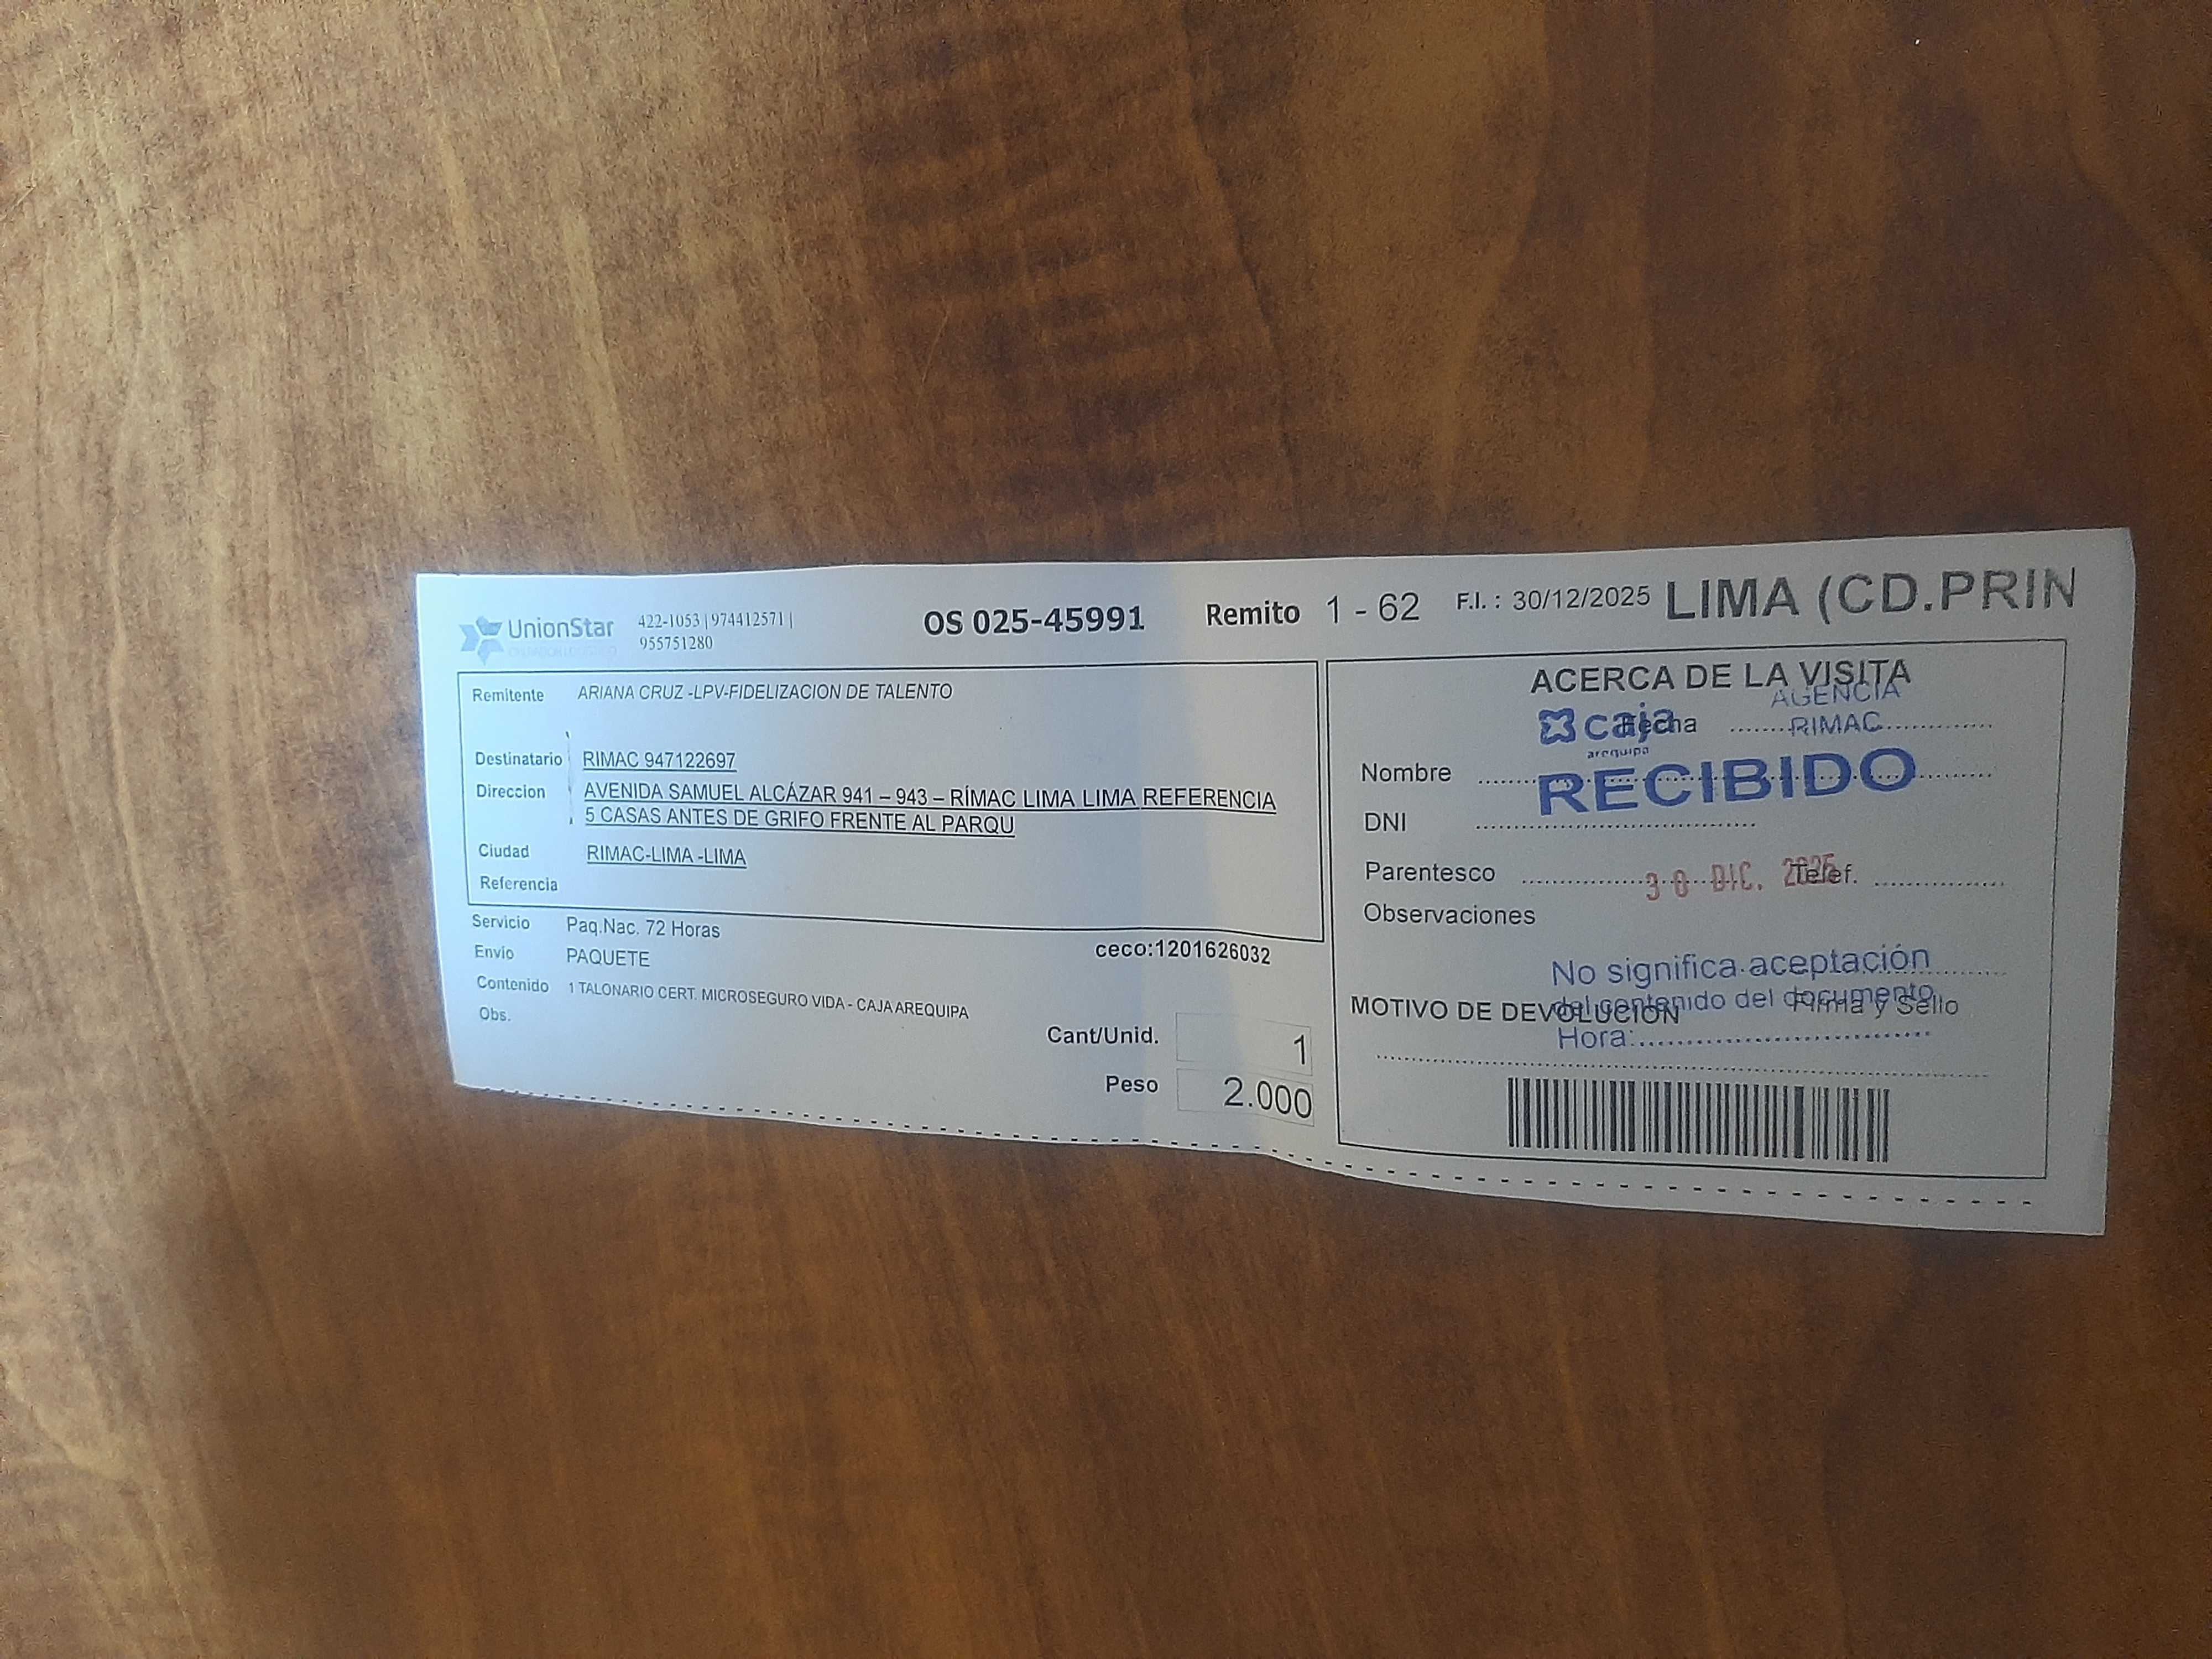 UnionStar
422-1053 | 974412571 |
955751280
OS 025-45991
Remito 1 - 62
F.I. : 30/12/2025
LIMA (CD.PRIN
Remitente ARIANA CRUZ -LPV-FIDELIZACION DE TALENTO
Destinatario RIMAC 947122697
Direccion AVENIDA SAMUEL ALCÁZAR 941 – 943 – RÍMAC LIMA LIMA REFERENCIA
5 CASAS ANTES DE GRIFO FRENTE AL PARQU
Ciudad RIMAC-LIMA -LIMA
Referencia
Servicio Paq.Nac. 72 Horas
ceco:1201626032
Envio PAQUETE
Contenido 1 TALONARIO CERT. MICROSEGURO VIDA - CAJA AREQUIPA
Obs.
Cant/Unid. 1
Peso 2.000
ACERCA DE LA VISITA
AGENCIA
caja
arequipa
Fecha
RIMAC
Nombre
RECIBIDO
DNI
Parentesco
30 DIC. 2025
Telef.
Observaciones
No significa aceptación
del contenido del documento
MOTIVO DE DEVOLUCIÓN
Firma y Sello
Hora: